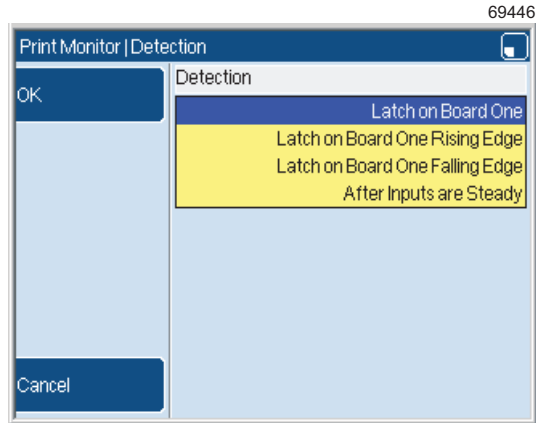 69446
Print Monitor | Detection
OK
Detection
Latch on Board One
Latch on Board One Rising Edge
Latch on Board One Falling Edge
After Inputs are Steady
Cancel